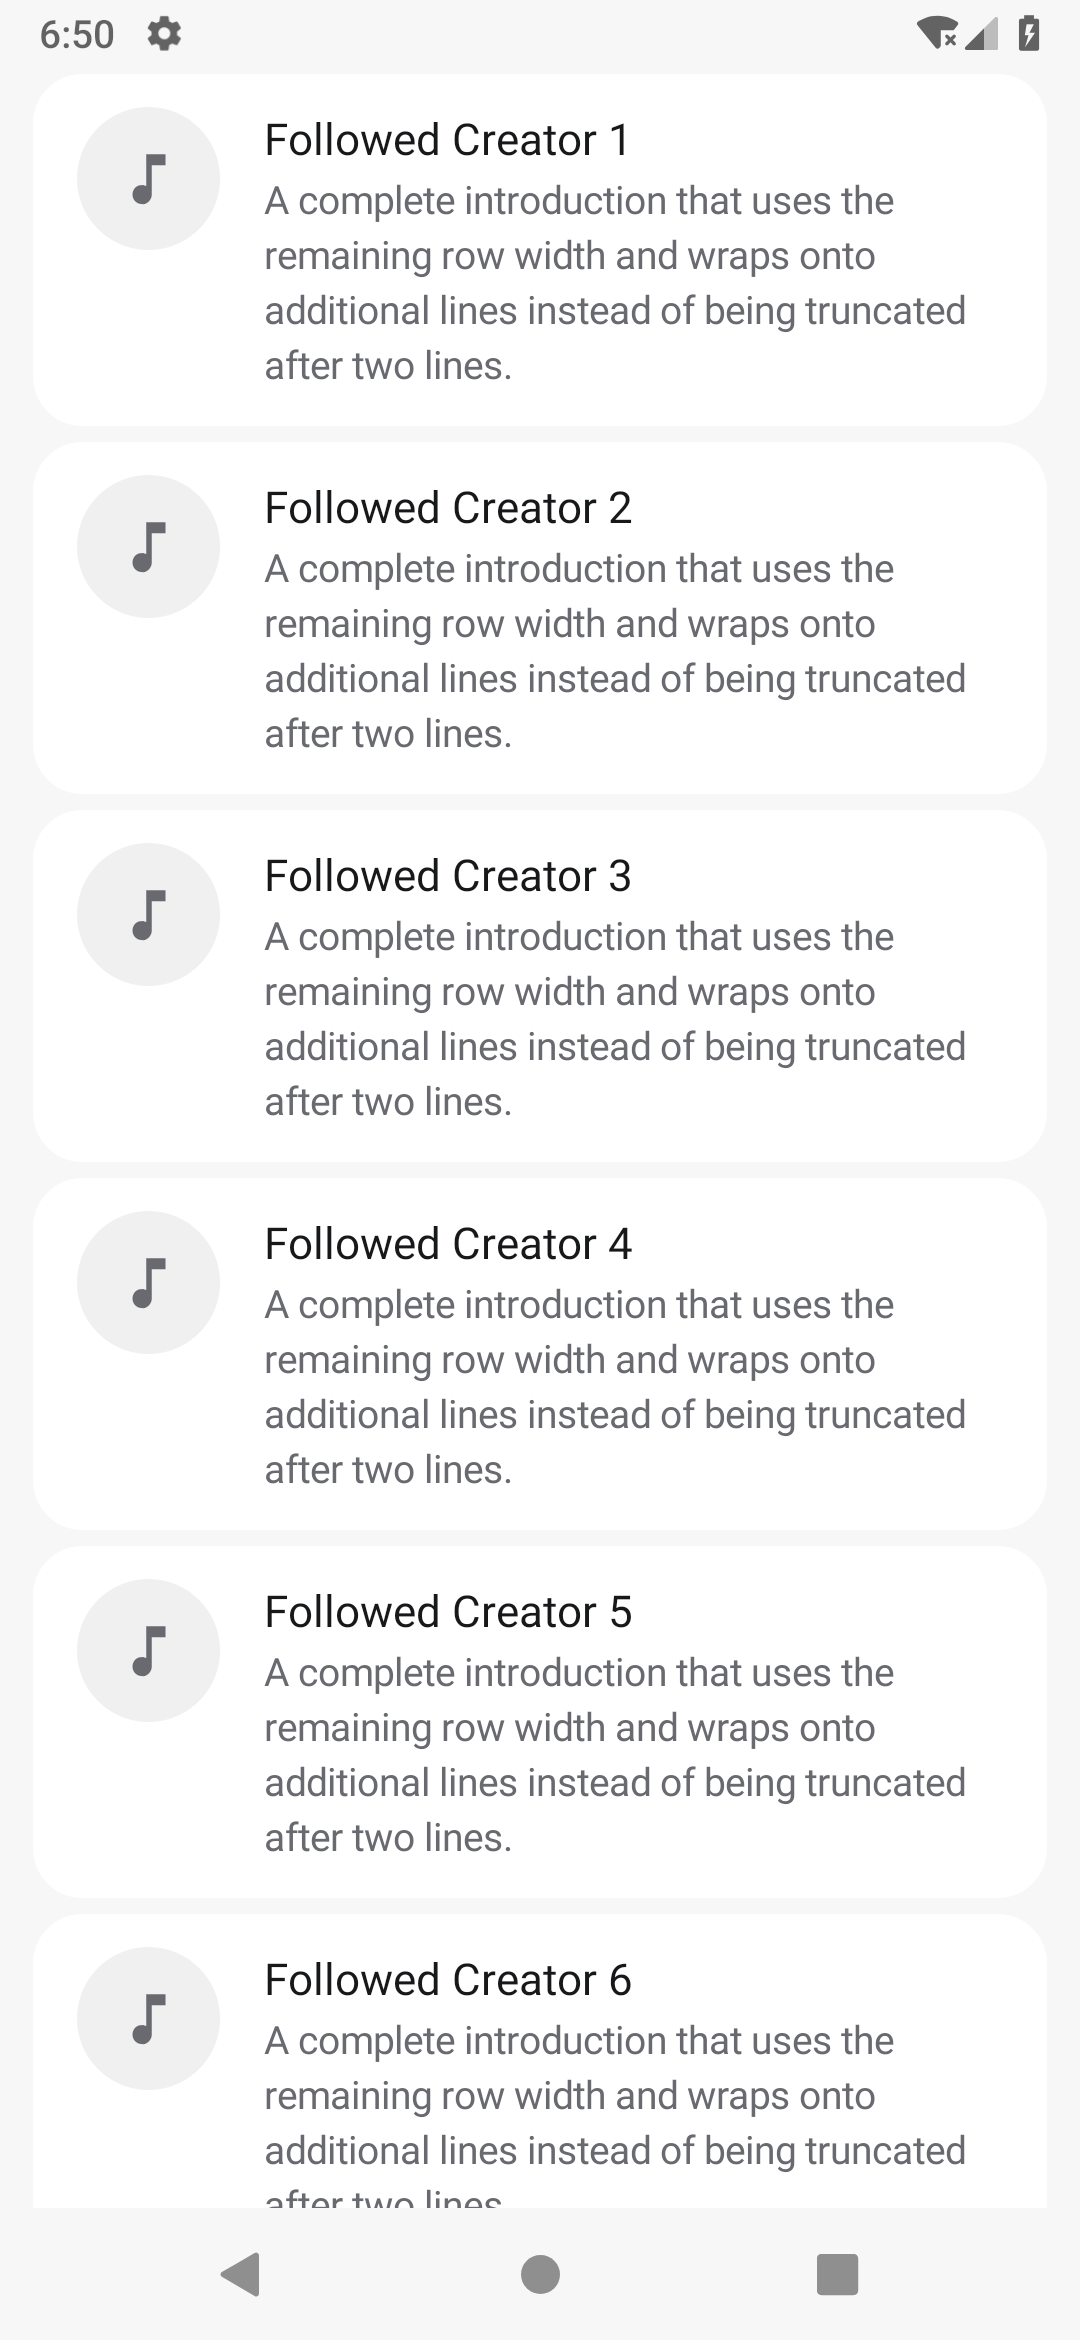 6:50
Followed Creator 1
A complete introduction that uses the
remaining row width and wraps onto
additional lines instead of being truncated
after two lines.
Followed Creator 2
A complete introduction that uses the
remaining row width and wraps onto
additional lines instead of being truncated
after two lines.
Followed Creator 3
A complete introduction that uses the
remaining row width and wraps onto
additional lines instead of being truncated
after two lines.
Followed Creator 4
A complete introduction that uses the
remaining row width and wraps onto
additional lines instead of being truncated
after two lines.
Followed Creator 5
A complete introduction that uses the
remaining row width and wraps onto
additional lines instead of being truncated
after two lines.
Followed Creator 6
A complete introduction that uses the
remaining row width and wraps onto
additional lines instead of being truncated
after two lines